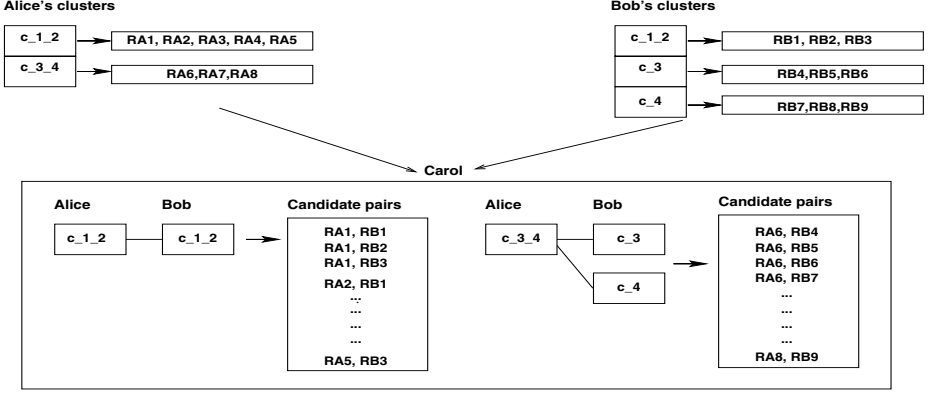 Alice's clusters
c_1_2
RA1, RA2, RA3, RA4, RA5
c_3_4
RA6,RA7,RA8
Bob's clusters
c_1_2
RB1, RB2, RB3
c_3
RB4,RB5,RB6
c_4
RB7,RB8,RB9
Carol
Alice
Bob
Candidate pairs
c_1_2
c_1_2
RA1, RB1
RA1, RB2
RA1, RB3
RA2, RB1
...
...
...
...
RA5, RB3
Alice
Bob
Candidate pairs
c_3_4
c_3
c_4
RA6, RB4
RA6, RB5
RA6, RB6
RA6, RB7
...
...
...
...
RA8, RB9